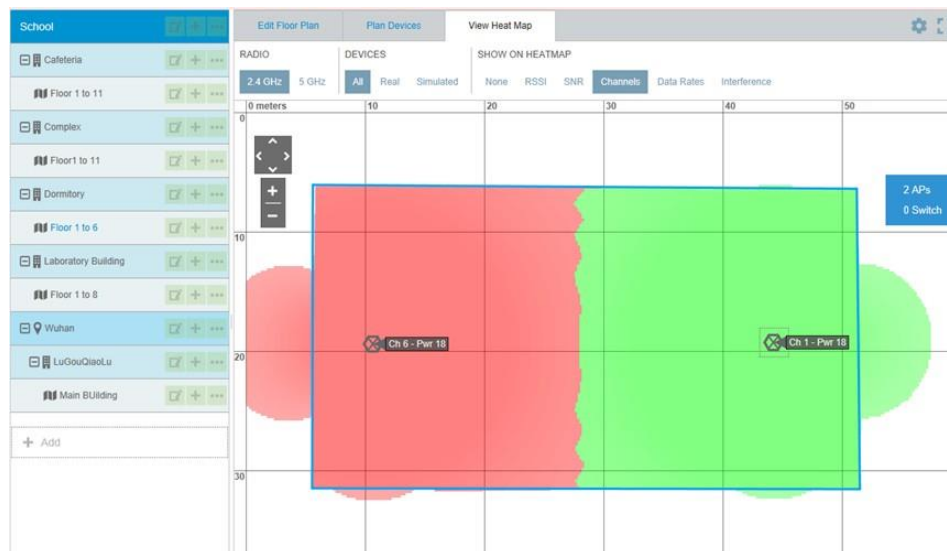 School
Cafeteria
Floor 1 to 11
Complex
Floor1 to 11
Dormitory
Floor 1 to 6
Laboratory Building
Floor 1 to 8
Wuhan
LuGouQiaoLu
Main BUilding
+ Add
Edit Floor Plan Plan Devices View Heat Map
RADIO DEVICES SHOW ON HEATMAP
2.4 GHz 5 GHz All Real Simulated None RSSI SNR Channels Data Rates Interference
0 meters 10 20 30 40 50
0
2 APs
0 Switch
10
Ch 6 - Pwr 18 Ch 1 - Pwr 18
20
30